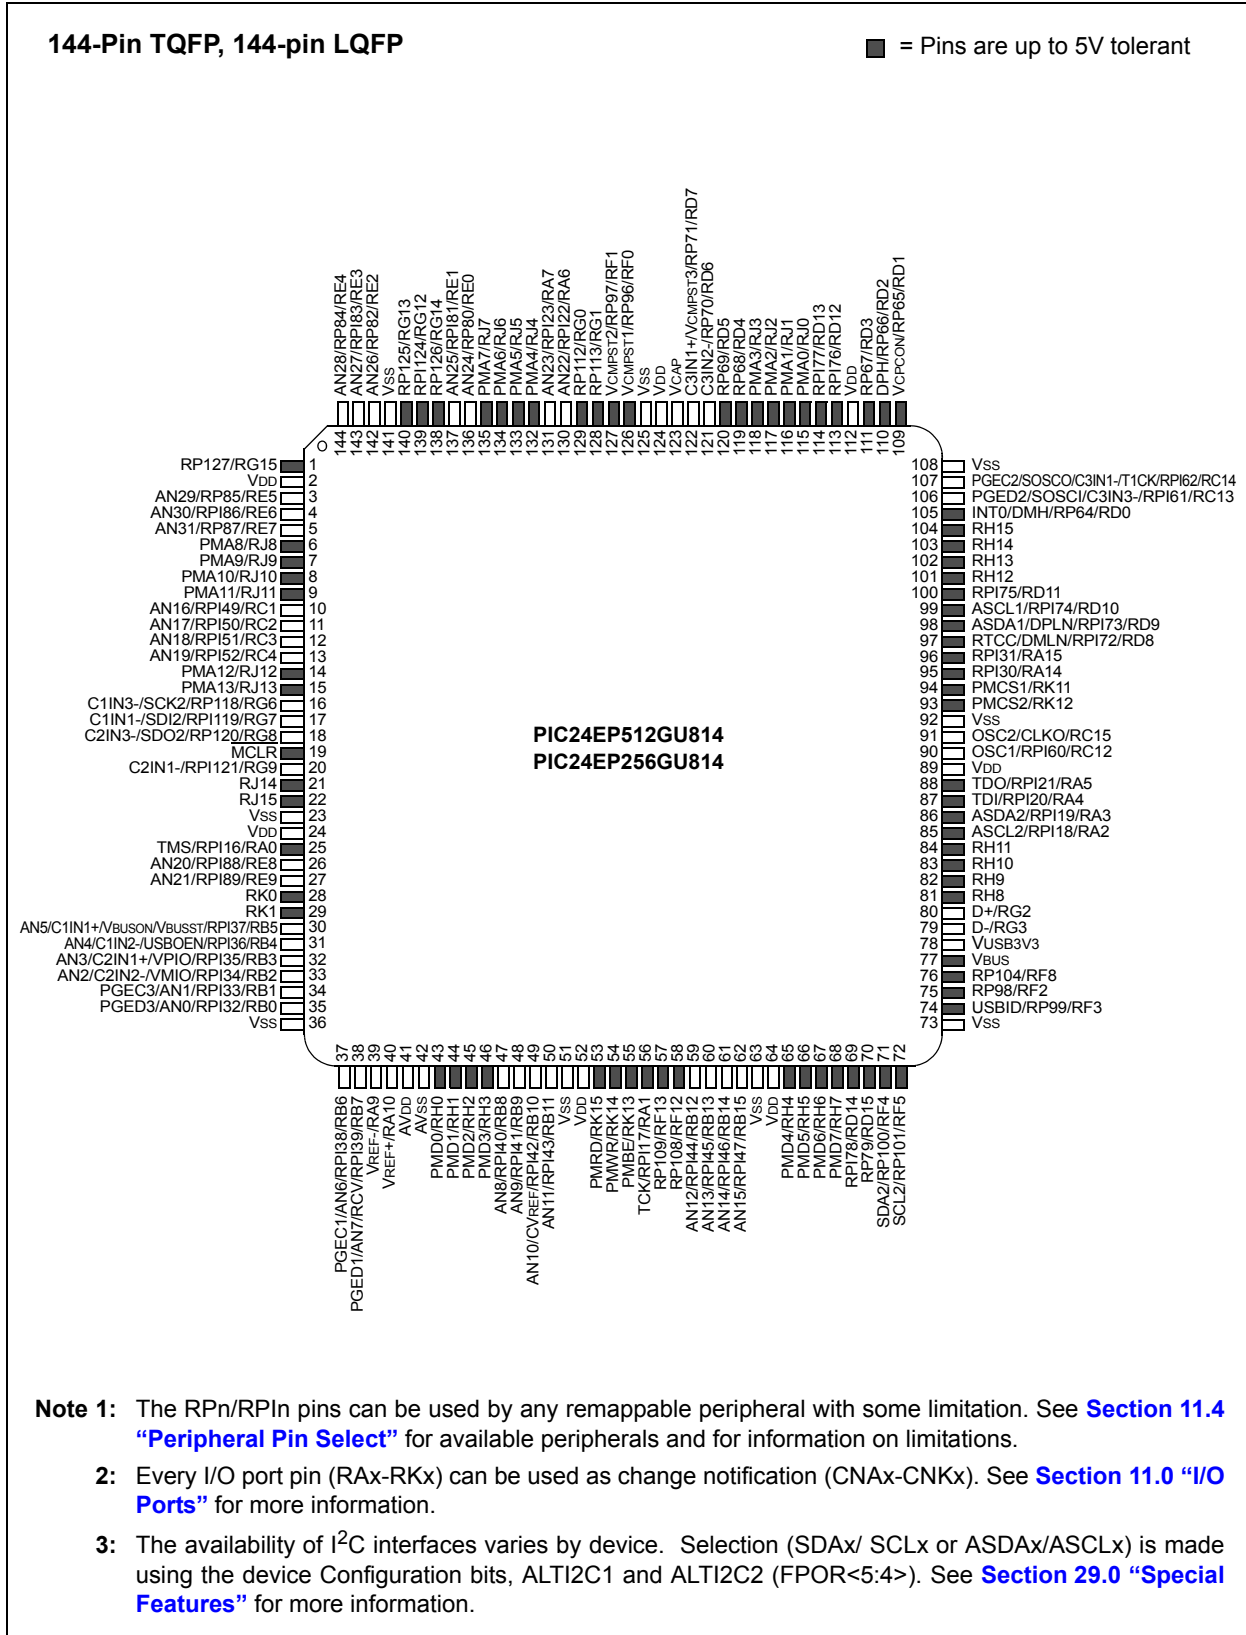 144-Pin TQFP, 144-pin LQFP
= Pins are up to 5V tolerant
AN28/RP84/RE4
AN27/RPI83/RE3
AN26/RP82/RE2
VSS
RP125/RG13
RPI124/RG12
RP126/RG14
AN25/RPI81/RE1
AN24/RP80/RE0
PMA7/RJ7
PMA6/RJ6
PMA5/RJ5
PMA4/RJ4
AN23/RPI23/RA7
AN22/RPI22/RA6
RP112/RG0
RP113/RG1
VCMPST2/RP97/RF1
VCMPST1/RP96/RF0
VSS
VDD
VCAP
C3IN1+/VCMPST3/RP71/RD7
C3IN2-/RP70/RD6
RP69/RD5
RP68/RD4
PMA3/RJ3
PMA2/RJ2
PMA1/RJ1
PMA0/RJ0
RPI77/RD13
RPI76/RD12
VDD
RP67/RD3
DPH/RP66/RD2
VCPCON/RP65/RD1
144 143 142 141 140 139 138 137 136 135 134 133 132 131 130 129 128 127 126 125 124 123 122 121 120 119 118 117 116 115 114 113 112 111 110 109
RP127/RG15 1
VDD 2
AN29/RP85/RE5 3
AN30/RPI86/RE6 4
AN31/RP87/RE7 5
PMA8/RJ8 6
PMA9/RJ9 7
PMA10/RJ10 8
PMA11/RJ11 9
AN16/RPI49/RC1 10
AN17/RPI50/RC2 11
AN18/RPI51/RC3 12
AN19/RPI52/RC4 13
PMA12/RJ12 14
PMA13/RJ13 15
C1IN3-/SCK2/RP118/RG6 16
C1IN1-/SDI2/RPI119/RG7 17
C2IN3-/SDO2/RP120/RG8 18
MCLR 19
C2IN1-/RPI121/RG9 20
RJ14 21
RJ15 22
VSS 23
VDD 24
TMS/RPI16/RA0 25
AN20/RPI88/RE8 26
AN21/RPI89/RE9 27
RK0 28
RK1 29
AN5/C1IN1+/VBUSON/VBUSST/RPI37/RB5 30
AN4/C1IN2-/USBOEN/RPI36/RB4 31
AN3/C2IN1+/VPIO/RPI35/RB3 32
AN2/C2IN2-/VMIO/RPI34/RB2 33
PGEC3/AN1/RPI33/RB1 34
PGED3/AN0/RPI32/RB0 35
VSS 36
PIC24EP512GU814
PIC24EP256GU814
108 VSS
107 PGEC2/SOSCO/C3IN1-/T1CK/RPI62/RC14
106 PGED2/SOSCI/C3IN3-/RPI61/RC13
105 INT0/DMH/RP64/RD0
104 RH15
103 RH14
102 RH13
101 RH12
100 RPI75/RD11
99 ASCL1/RPI74/RD10
98 ASDA1/DPLN/RPI73/RD9
97 RTCC/DMLN/RPI72/RD8
96 RPI31/RA15
95 RPI30/RA14
94 PMCS1/RK11
93 PMCS2/RK12
92 VSS
91 OSC2/CLKO/RC15
90 OSC1/RPI60/RC12
89 VDD
88 TDO/RPI21/RA5
87 TDI/RPI20/RA4
86 ASDA2/RPI19/RA3
85 ASCL2/RPI18/RA2
84 RH11
83 RH10
82 RH9
81 RH8
80 D+/RG2
79 D-/RG3
78 VUSB3V3
77 VBUS
76 RP104/RF8
75 RP98/RF2
74 USBID/RP99/RF3
73 VSS
37 38 39 40 41 42 43 44 45 46 47 48 49 50 51 52 53 54 55 56 57 58 59 60 61 62 63 64 65 66 67 68 69 70 71 72
PGEC1/AN6/RPI38/RB6
PGED1/AN7/RCV/RPI39/RB7
VREF-/RA9
VREF+/RA10
AVDD
AVSS
PMD0/RH0
PMD1/RH1
PMD2/RH2
PMD3/RH3
AN8/RPI40/RB8
AN9/RPI41/RB9
AN10/CVREF/RPI42/RB10
AN11/RPI43/RB11
VSS
VDD
PMRD/RK15
PMWR/RK14
PMBE/RK13
TCK/RPI17/RA1
RP109/RF13
RP108/RF12
AN12/RPI44/RB12
AN13/RPI45/RB13
AN14/RPI46/RB14
AN15/RPI47/RB15
VSS
VDD
PMD4/RH4
PMD5/RH5
PMD6/RH6
PMD7/RH7
RPI78/RD14
RP79/RD15
SDA2/RP100/RF4
SCL2/RP101/RF5
Note 1: The RPn/RPIn pins can be used by any remappable peripheral with some limitation. See Section 11.4
“Peripheral Pin Select” for available peripherals and for information on limitations.
2: Every I/O port pin (RAx-RKx) can be used as change notification (CNAx-CNKx). See Section 11.0 “I/O
Ports” for more information.
3: The availability of I2C interfaces varies by device. Selection (SDAx/ SCLx or ASDAx/ASCLx) is made
using the device Configuration bits, ALTI2C1 and ALTI2C2 (FPOR<5:4>). See Section 29.0 “Special
Features” for more information.